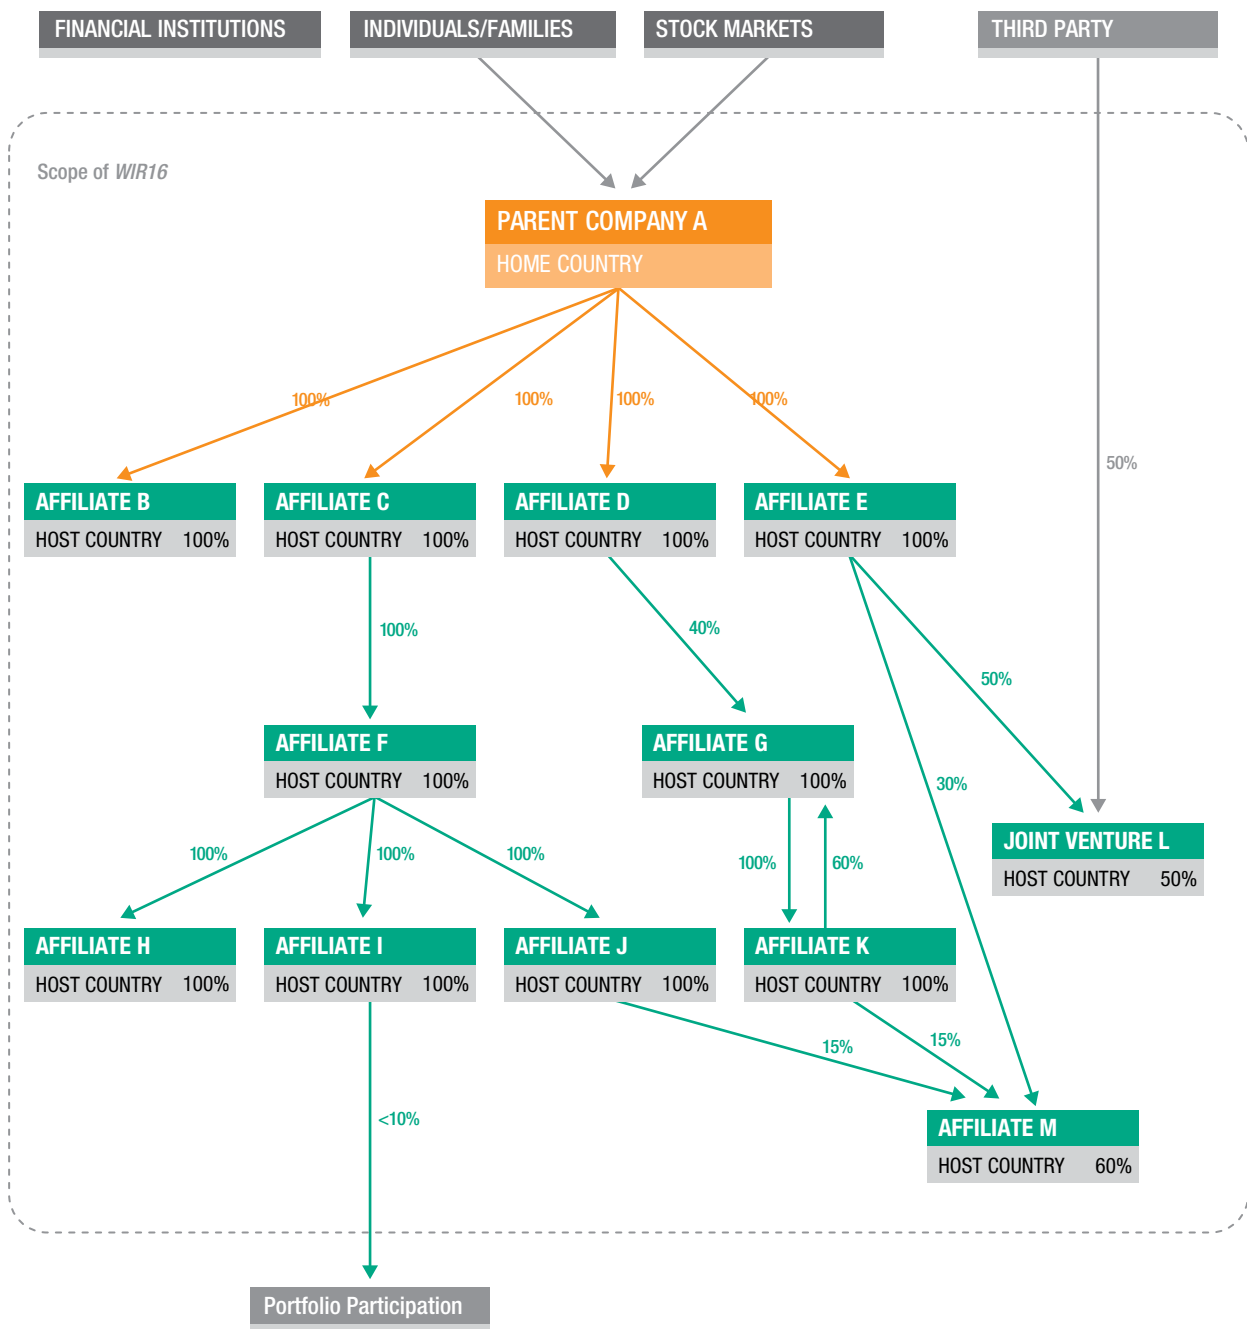 FINANCIAL INSTITUTIONS
INDIVIDUALS/FAMILIES
STOCK MARKETS
THIRD PARTY
Scope of WIR16
PARENT COMPANY A
HOME COUNTRY
100%
100%
100%
100%
50%
AFFILIATE B
HOST COUNTRY 100%
AFFILIATE C
HOST COUNTRY 100%
AFFILIATE D
HOST COUNTRY 100%
AFFILIATE E
HOST COUNTRY 100%
100%
40%
50%
AFFILIATE F
HOST COUNTRY 100%
AFFILIATE G
HOST COUNTRY 100%
30%
100%
100%
100%
100%
60%
JOINT VENTURE L
HOST COUNTRY 50%
AFFILIATE H
HOST COUNTRY 100%
AFFILIATE I
HOST COUNTRY 100%
AFFILIATE J
HOST COUNTRY 100%
AFFILIATE K
HOST COUNTRY 100%
15%
15%
<10%
AFFILIATE M
HOST COUNTRY 60%
Portfolio Participation